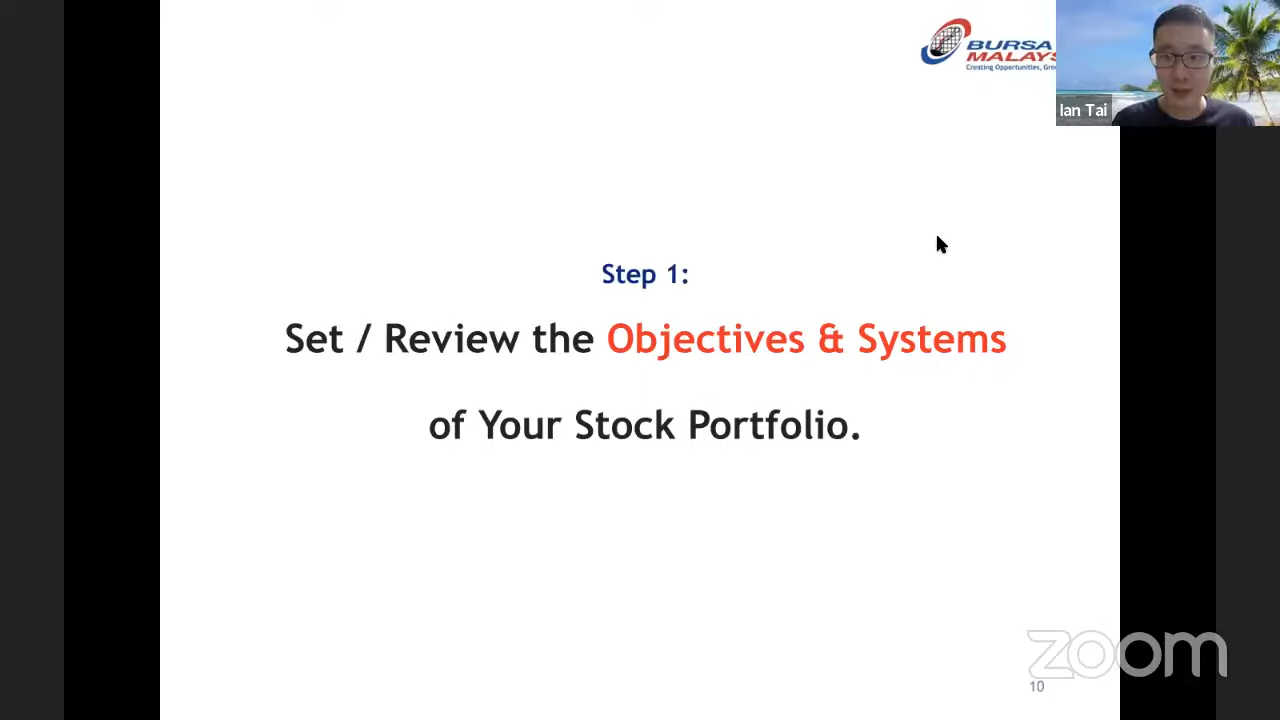 BURSA
MALAYS
Creating Opportunities, Gro
Ian Tai
Step 1:
Set / Review the Objectives & Systems
of Your Stock Portfolio.
zoom
10